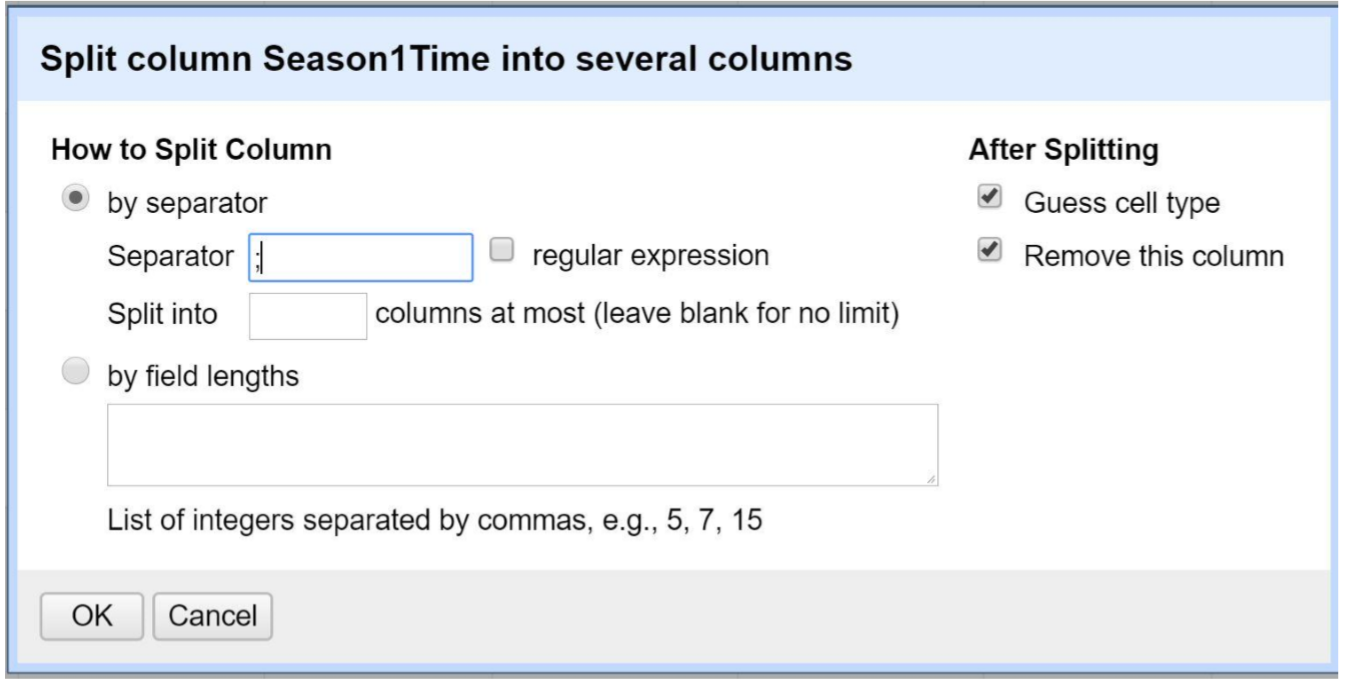 Split column Season1Time into several columns
How to Split Column
by separator
Separator ; regular expression
Split into columns at most (leave blank for no limit)
by field lengths
List of integers separated by commas, e.g., 5, 7, 15
After Splitting
Guess cell type
Remove this column
OK Cancel